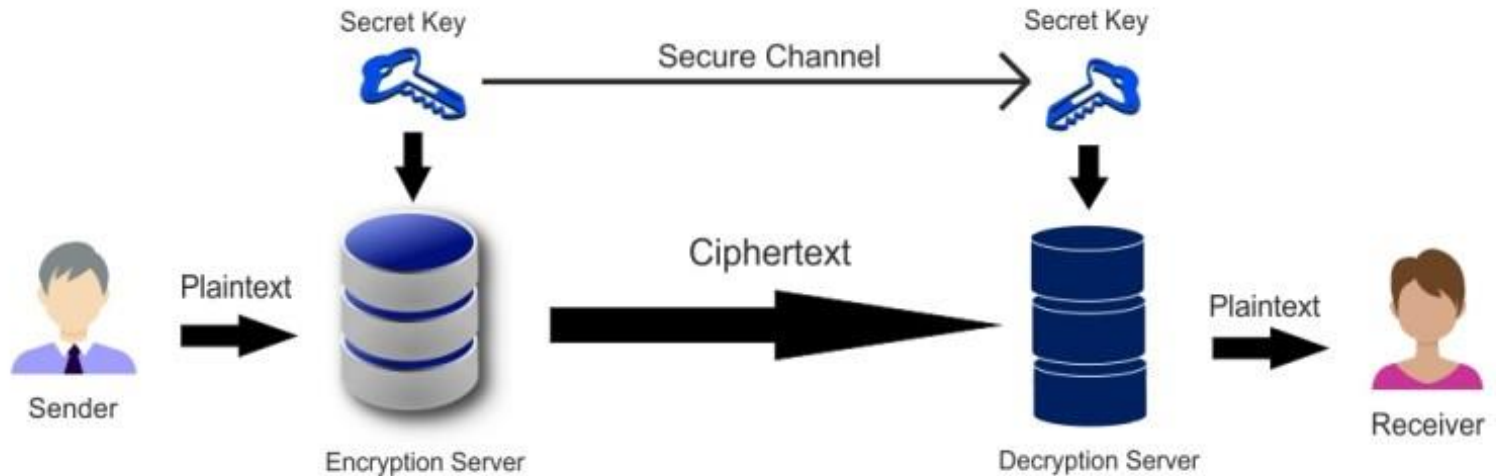 Secret Key
Secret Key
Secure Channel
Ciphertext
Plaintext
Plaintext
Sender
Receiver
Encryption Server
Decryption Server